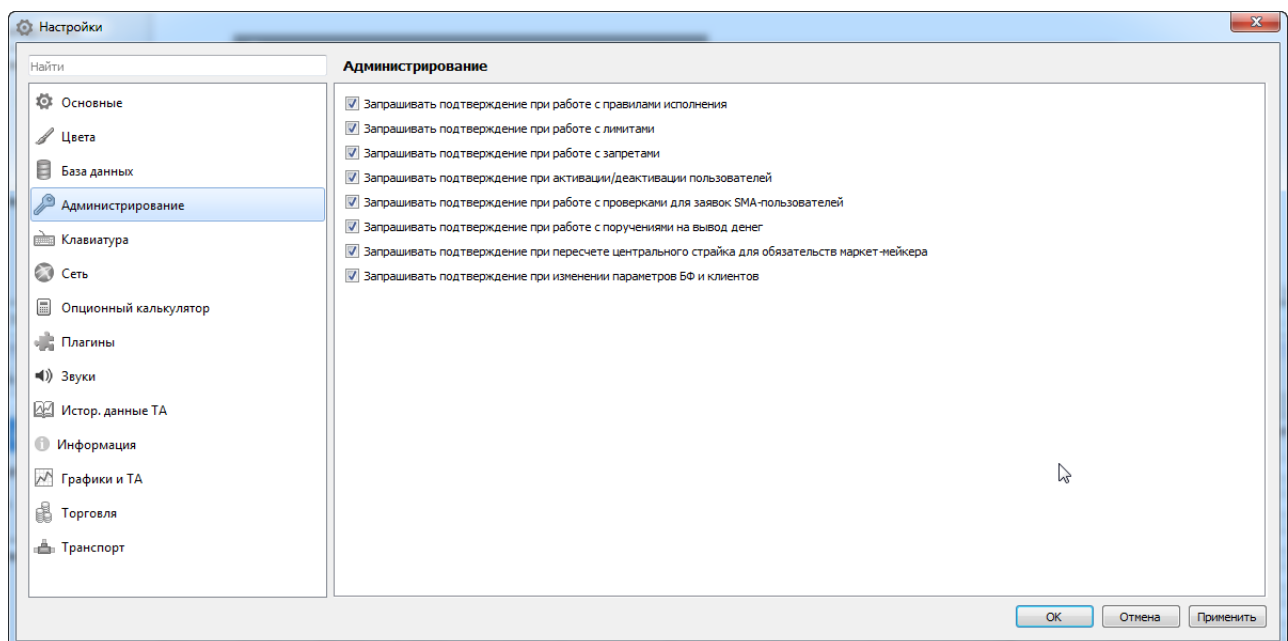 Настройки
Найти
Основные
Цвета
База данных
Администрирование
Клавиатура
Сеть
Опционный калькулятор
Плагины
Звуки
Истор. данные ТА
Информация
Графики и ТА
Торговля
Транспорт
Администрирование
Запрашивать подтверждение при работе с правилами исполнения
Запрашивать подтверждение при работе с лимитами
Запрашивать подтверждение при работе с запретами
Запрашивать подтверждение при активации/деактивации пользователей
Запрашивать подтверждение при работе с проверками для заявок SMA-пользователей
Запрашивать подтверждение при работе с поручениями на вывод денег
Запрашивать подтверждение при пересчете центрального страйка для обязательств маркет-мейкера
Запрашивать подтверждение при изменении параметров БФ и клиентов
OK
Отмена
Применить